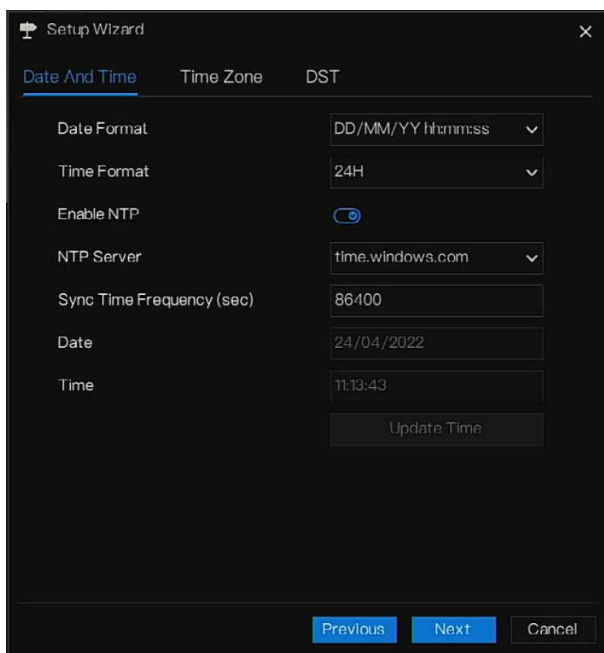 Setup Wizard
Date And Time Time Zone DST
Date Format DD/MM/YY hh:mm:ss
Time Format 24H
Enable NTP
NTP Server time.windows.com
Sync Time Frequency (sec) 86400
Date 24/04/2022
Time 11:13:43
Update Time
Previous Next Cancel